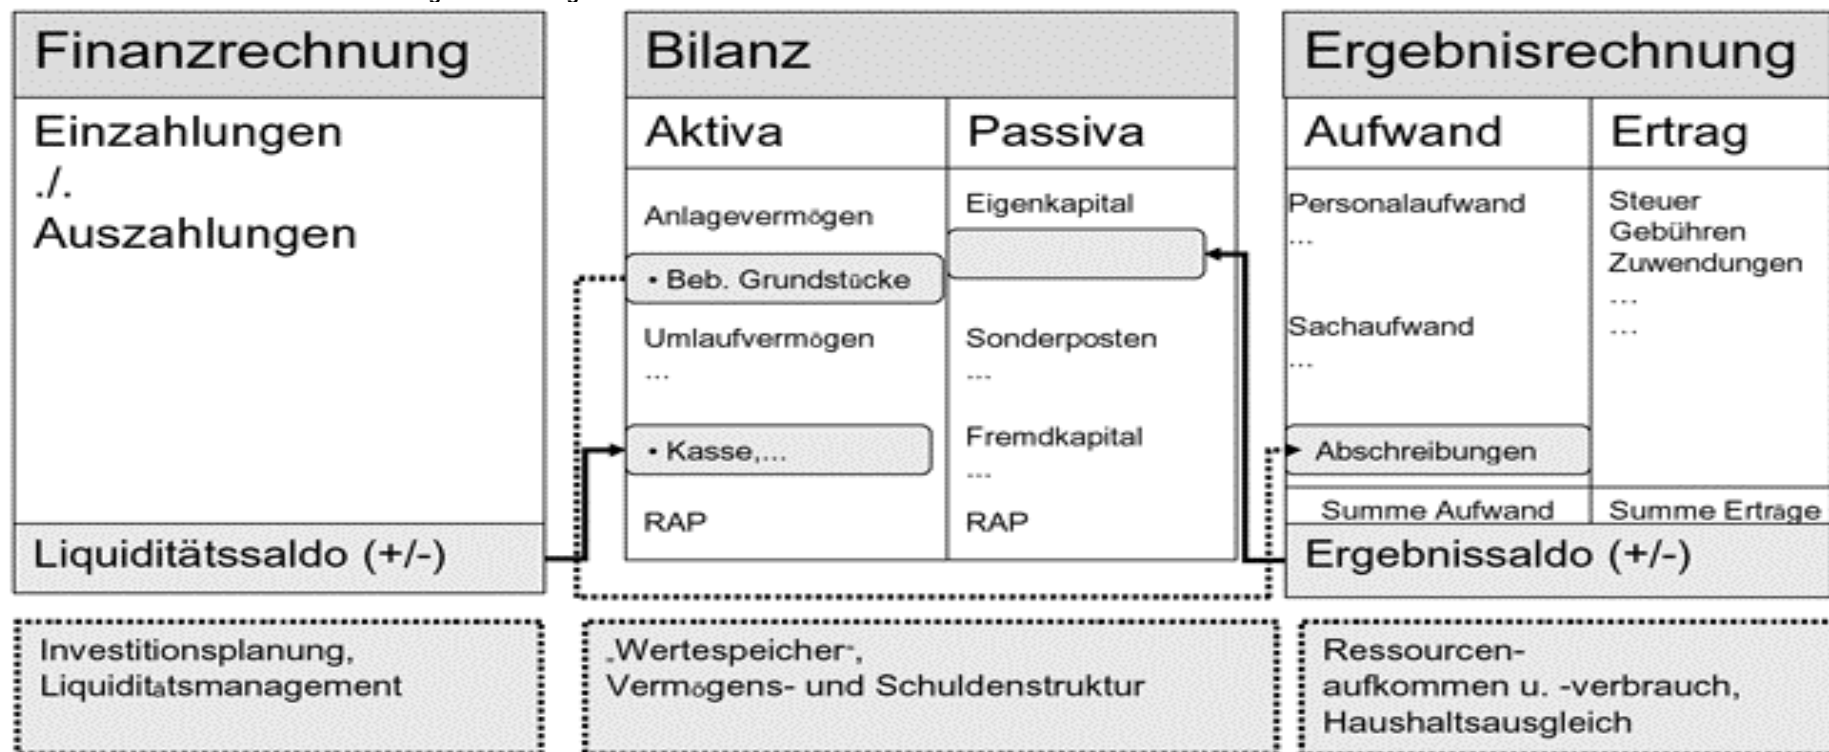 Finanzrechnung
Einzahlungen
./.
Auszahlungen
Liquiditätssaldo (+/-)
Investitionsplanung,
Liquiditätsmanagement
Bilanz
Aktiva
Anlagevermögen
• Beb. Grundstücke
Umlaufvermögen
...
• Kasse,...
RAP
Passiva
Eigenkapital
Sonderposten
...
Fremdkapital
...
RAP
„Wertespeicher“,
Vermögens- und Schuldenstruktur
Ergebnisrechnung
Aufwand
Personalaufwand
...
Sachaufwand
...
Abschreibungen
Summe Aufwand
Ertrag
Steuer
Gebühren
Zuwendungen
...
...
Summe Erträge
Ergebnissaldo (+/-)
Ressourcen-
aufkommen u. -verbrauch,
Haushaltsausgleich